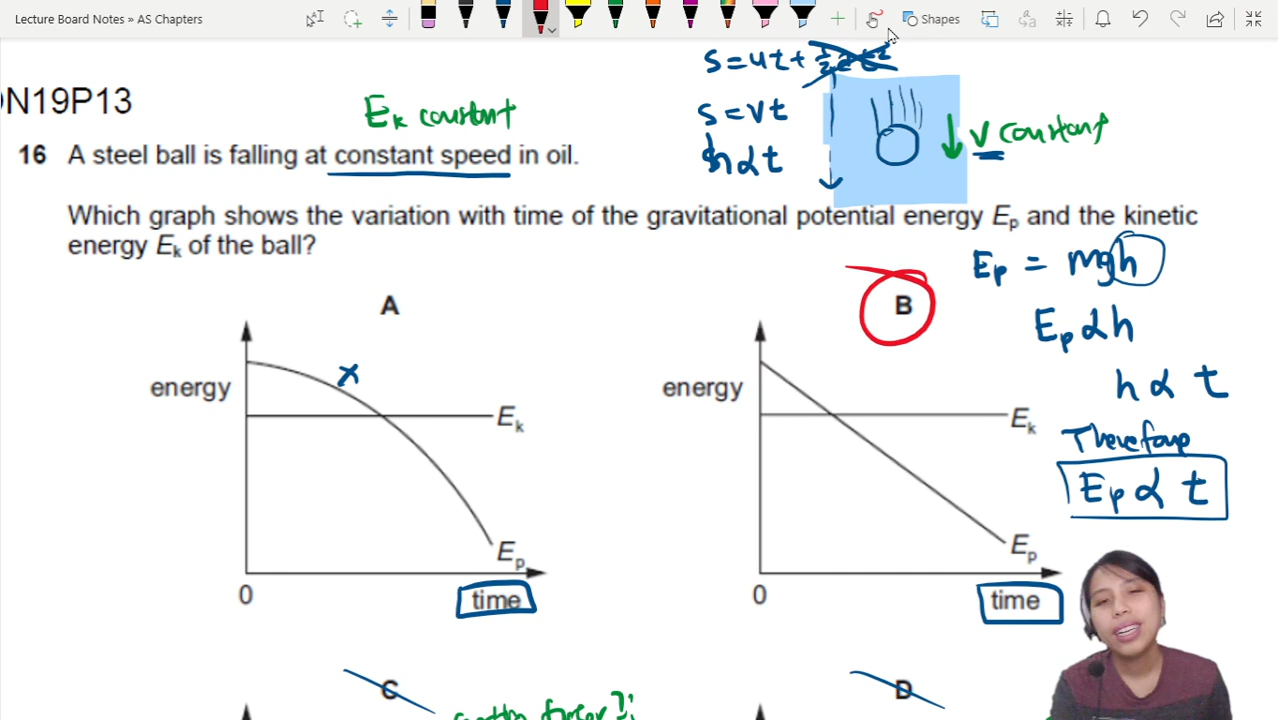 Lecture Board Notes » AS Chapters
Shapes
ON19P13
Ek constant
s = ut + ½at²
s = vt
h α t
v constant
16 A steel ball is falling at constant speed in oil.
Which graph shows the variation with time of the gravitational potential energy Ep and the kinetic
energy Ek of the ball?
Ep = mgh
Ep α h
h α t
Therefore
Ep α t
A
energy
x
Ek
Ep
0
time
B
energy
Ek
Ep
0
time
C
D